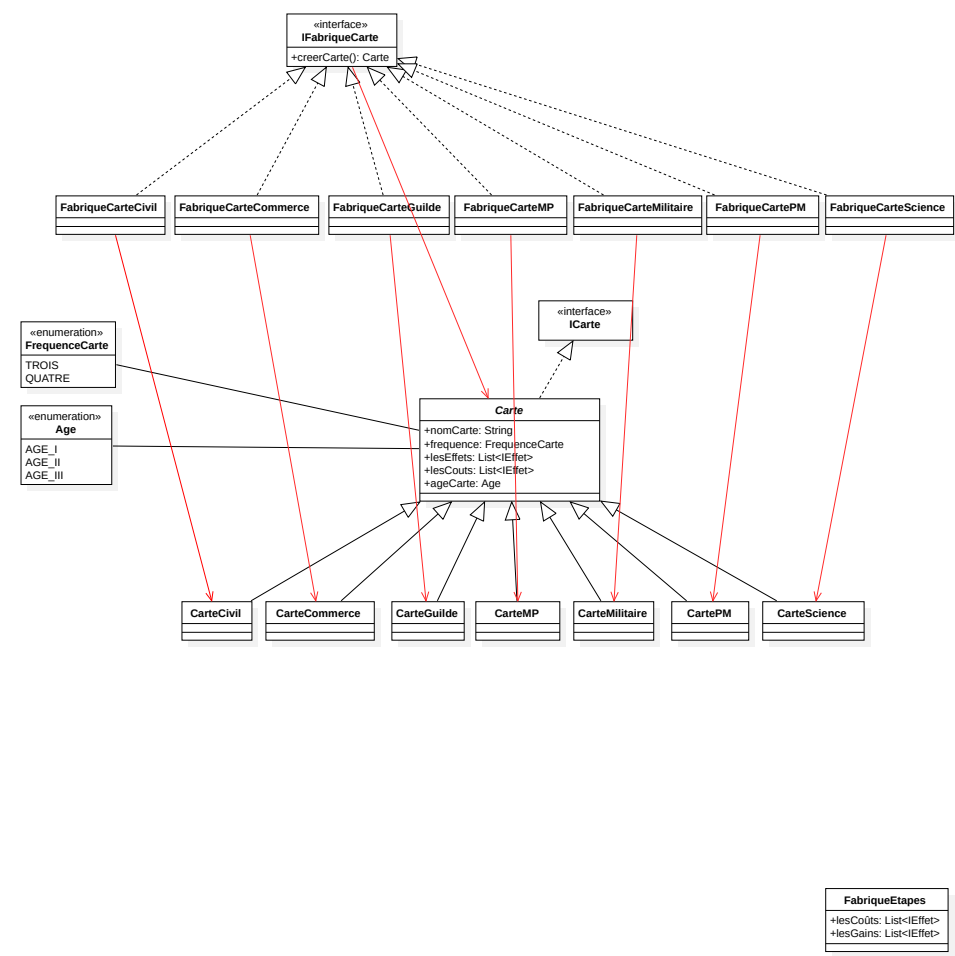 «interface»
IFabriqueCarte
+creerCarte(): Carte
FabriqueCarteCivil
FabriqueCarteCommerce
FabriqueCarteGuilde
FabriqueCarteMP
FabriqueCarteMilitaire
FabriqueCartePM
FabriqueCarteScience
«interface»
ICarte
«enumeration»
FrequenceCarte
TROIS
QUATRE
«enumeration»
Age
AGE_I
AGE_II
AGE_III
Carte
+nomCarte: String
+frequence: FrequenceCarte
+lesEffets: List<IEffet>
+lesCouts: List<IEffet>
+ageCarte: Age
CarteCivil
CarteCommerce
CarteGuilde
CarteMP
CarteMilitaire
CartePM
CarteScience
FabriqueEtapes
+lesCoûts: List<IEffet>
+lesGains: List<IEffet>